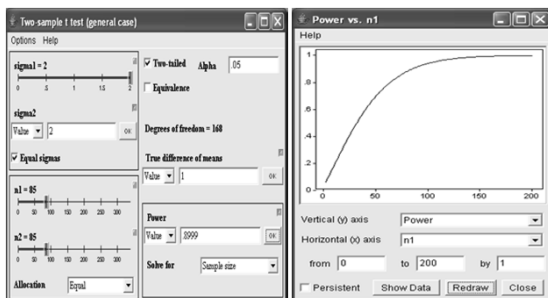 Two-sample t test (general case)
Options Help
sigma1 = 2
0 .5 1 1.5 2
sigma2
Value 2 OK
Equal sigmas
n1 = 85
0 50 100 150 200 250 300
n2 = 85
0 50 100 150 200 250 300
Allocation Equal
Two-tailed Alpha .05
Equivalence
Degrees of freedom = 168
True difference of means
Value 1 OK
Power
Value .8999 OK
Solve for Sample size
Power vs. n1
Help
1
.8
.6
.4
.2
0
0 50 100 150 200
Vertical (y) axis Power
Horizontal (x) axis n1
from 0 to 200 by 1
Persistent Show Data Redraw Close